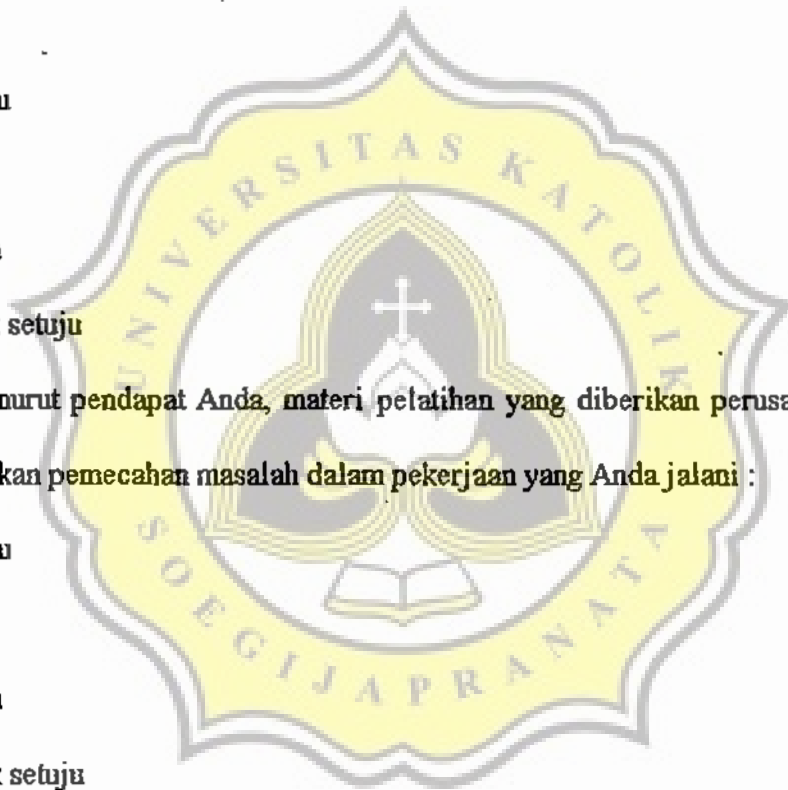 u
setuju
nurut pendapat Anda, materi pelatihan yang diberikan perusa
kan pemecahan masalah dalam pekerjaan yang Anda jalani :
u
setuju
UNIVERSITAS KATOLIK
SOEGIJAPRANATA